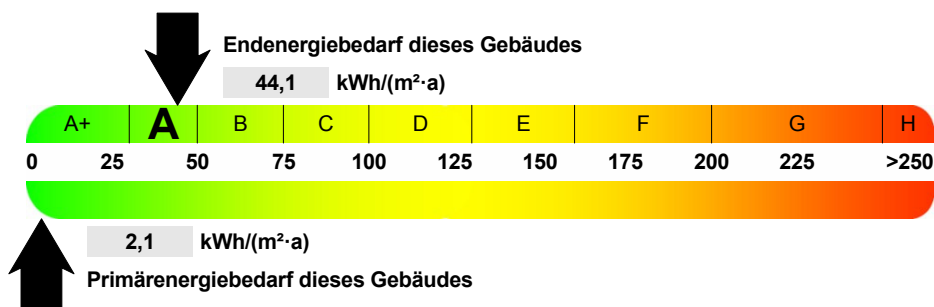 Endenergiebedarf dieses Gebäudes
44,1 kWh/(m²·a)
A+ A B C D E F G H
0 25 50 75 100 125 150 175 200 225 >250
2,1 kWh/(m²·a)
Primärenergiebedarf dieses Gebäudes